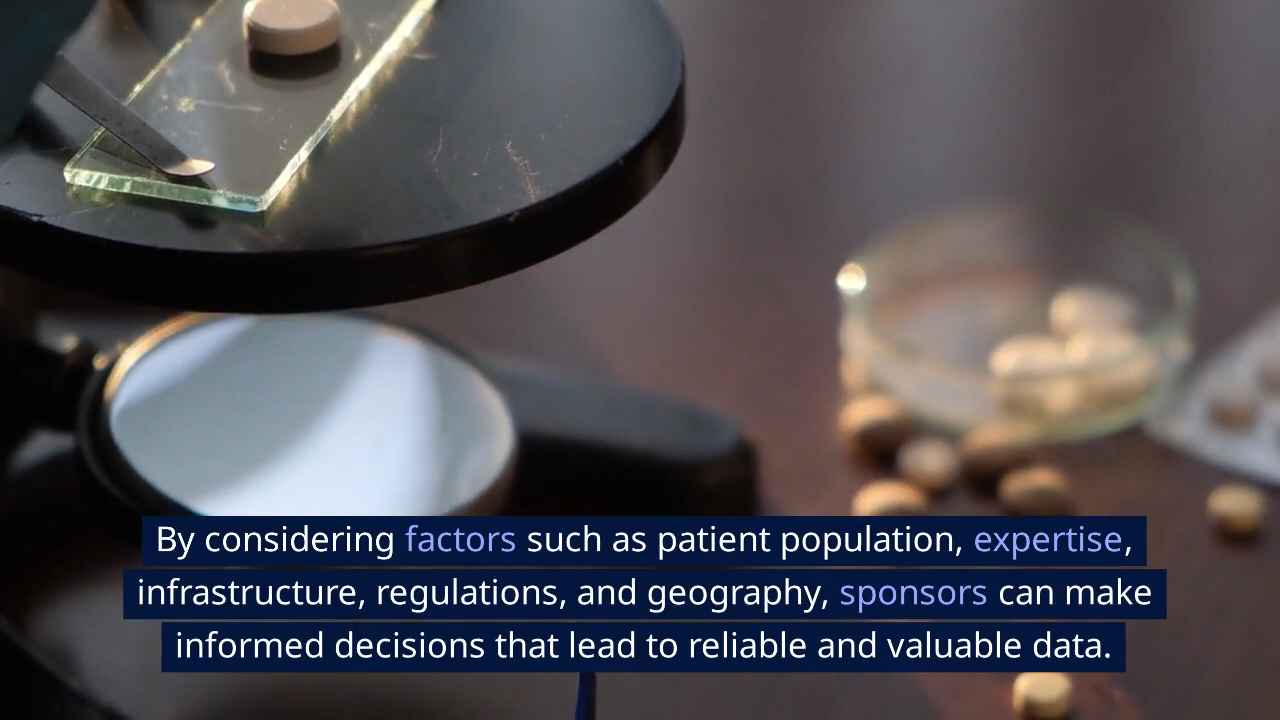 By considering factors such as patient population, expertise,
infrastructure, regulations, and geography, sponsors can make
informed decisions that lead to reliable and valuable data.